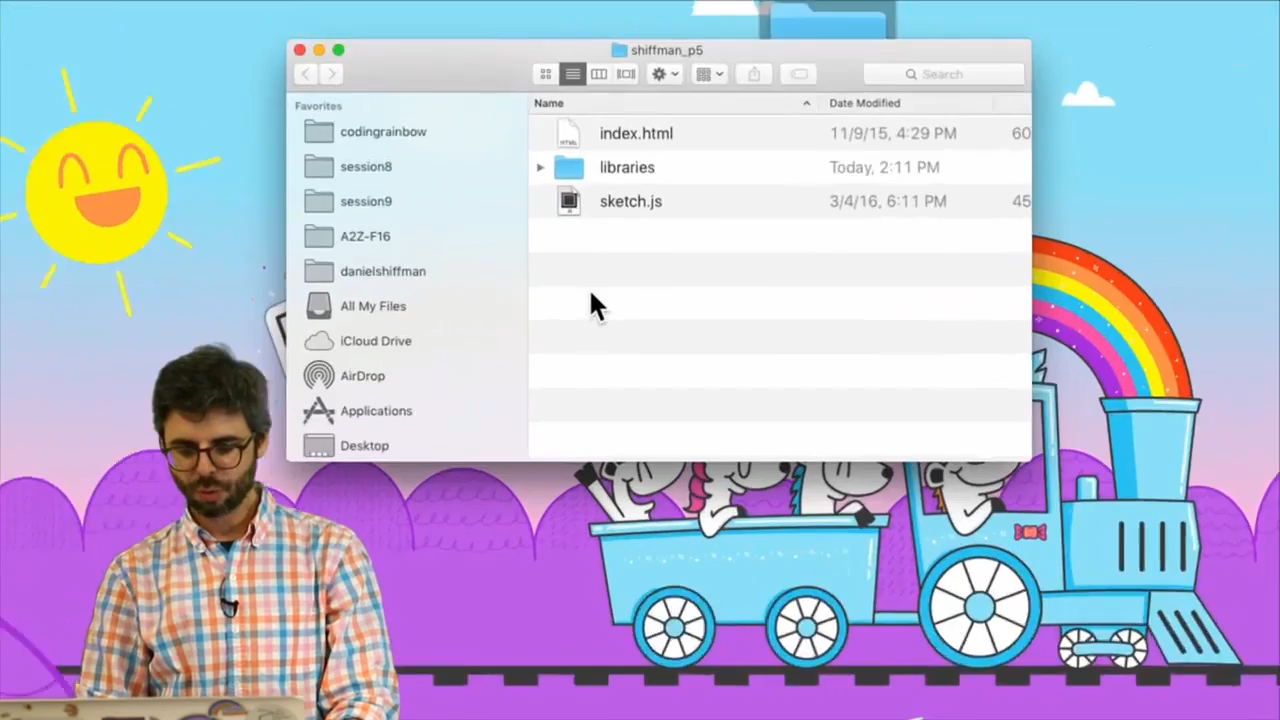 shiffman_p5
Search
Favorites
codingrainbow
session8
session9
A2Z-F16
danielshiffman
All My Files
iCloud Drive
AirDrop
Applications
Desktop
Name Date Modified
index.html 11/9/15, 4:29 PM 60
HTML
libraries Today, 2:11 PM
sketch.js 3/4/16, 6:11 PM 45